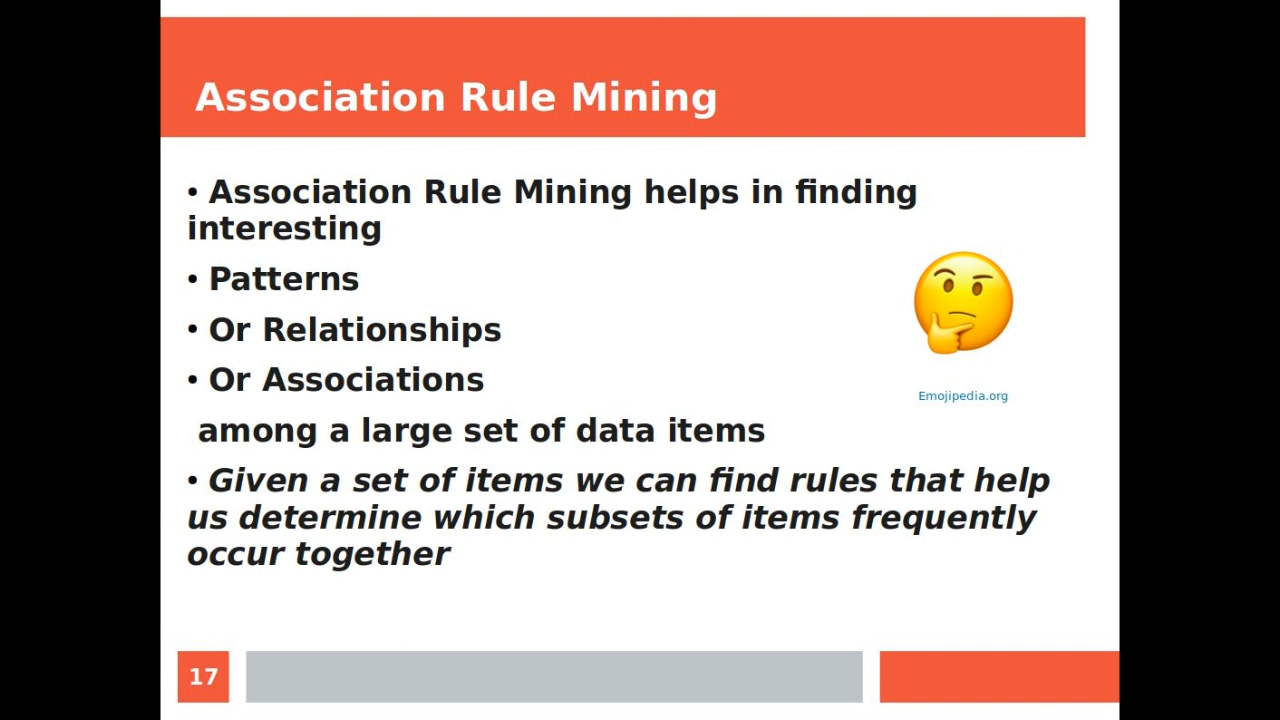 Association Rule Mining
• Association Rule Mining helps in finding
interesting
• Patterns
• Or Relationships
• Or Associations
among a large set of data items
• Given a set of items we can find rules that help
us determine which subsets of items frequently
occur together
Emojipedia.org
17